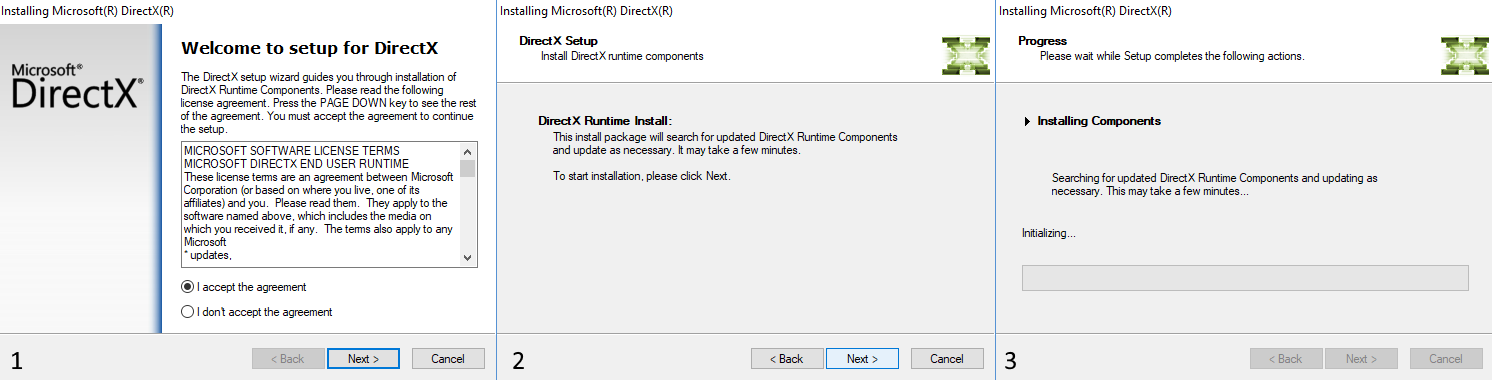 Installing Microsoft(R) DirectX(R)
Microsoft®
DirectX®
Welcome to setup for DirectX
The DirectX setup wizard guides you through installation of
DirectX Runtime Components. Please read the following
license agreement. Press the PAGE DOWN key to see the rest
of the agreement. You must accept the agreement to continue
the setup.
MICROSOFT SOFTWARE LICENSE TERMS
MICROSOFT DIRECTX END USER RUNTIME
These license terms are an agreement between Microsoft
Corporation (or based on where you live, one of its
affiliates) and you.  Please read them.  They apply to the
software named above, which includes the media on
which you received it, if any.  The terms also apply to any
Microsoft
* updates,
I accept the agreement
I don't accept the agreement
1
< Back
Next >
Cancel
Installing Microsoft(R) DirectX(R)
DirectX Setup
Install DirectX runtime components
DirectX Runtime Install:
This install package will search for updated DirectX Runtime Components
and update as necessary. It may take a few minutes.
To start installation, please click Next.
2
< Back
Next >
Cancel
Installing Microsoft(R) DirectX(R)
Progress
Please wait while Setup completes the following actions.
Installing Components
Searching for updated DirectX Runtime Components and updating as
necessary. This may take a few minutes...
Initializing...
3
< Back
Next >
Cancel